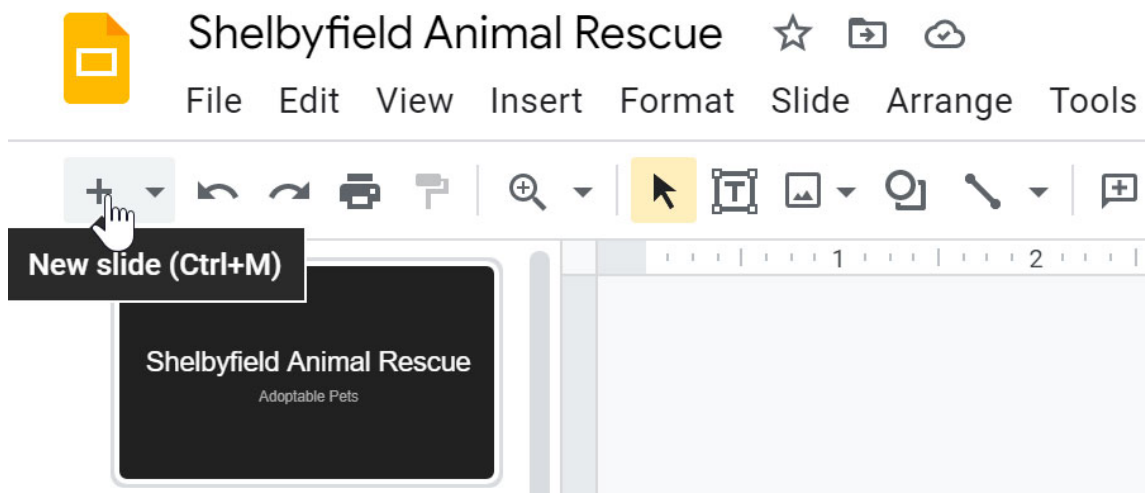 Shelbyfield Animal Rescue
File Edit View Insert Format Slide Arrange Tools
New slide (Ctrl+M)
1 2
Shelbyfield Animal Rescue
Adoptable Pets